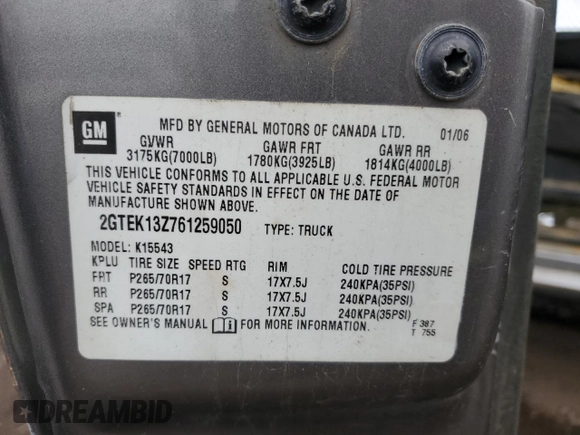 GM
MFD BY GENERAL MOTORS OF CANADA LTD. 01/06
GVWR GAWR FRT GAWR RR
3175KG(7000LB) 1780KG(3925LB) 1814KG(4000LB)
THIS VEHICLE CONFORMS TO ALL APPLICABLE U.S. FEDERAL MOTOR
VEHICLE SAFETY STANDARDS IN EFFECT ON THE DATE OF
MANUFACTURE SHOWN ABOVE.
2GTEK13Z761259050 TYPE: TRUCK
MODEL: K15543
KPLU TIRE SIZE SPEED RTG RIM COLD TIRE PRESSURE
FRT P265/70R17 S 17X7.5J 240KPA(35PSI)
RR P265/70R17 S 17X7.5J 240KPA(35PSI)
SPA P265/70R17 S 17X7.5J 240KPA(35PSI)
SEE OWNER'S MANUAL FOR MORE INFORMATION. F 387
T 755
DREAMBID